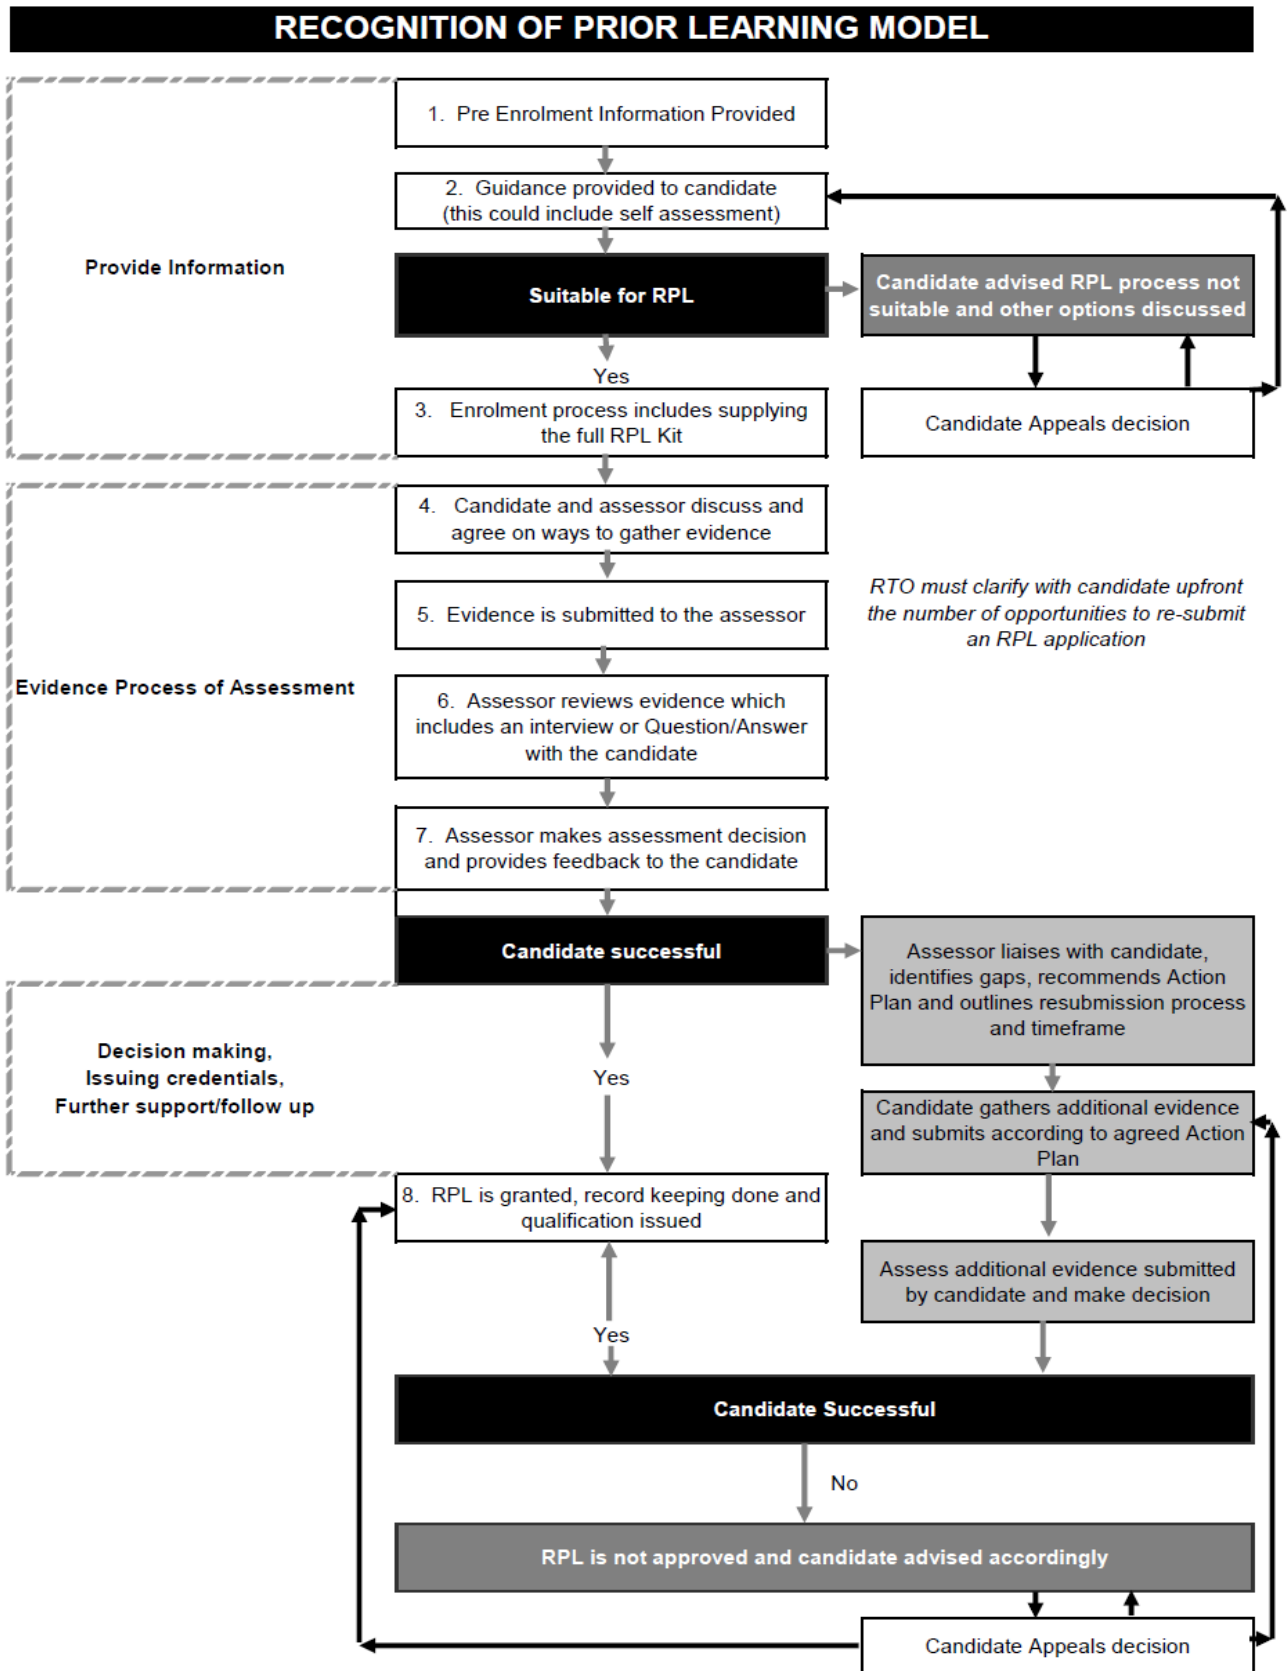 RECOGNITION OF PRIOR LEARNING MODEL
1. Pre Enrolment Information Provided
2. Guidance provided to candidate
(this could include self assessment)
Provide Information
Suitable for RPL
Candidate advised RPL process not
suitable and other options discussed
Yes
3. Enrolment process includes supplying
the full RPL Kit
Candidate Appeals decision
4. Candidate and assessor discuss and
agree on ways to gather evidence
RTO must clarify with candidate upfront
the number of opportunities to re-submit
an RPL application
5. Evidence is submitted to the assessor
Evidence Process of Assessment
6. Assessor reviews evidence which
includes an interview or Question/Answer
with the candidate
7. Assessor makes assessment decision
and provides feedback to the candidate
Candidate successful
Assessor liaises with candidate,
identifies gaps, recommends Action
Plan and outlines resubmission process
and timeframe
Decision making,
Issuing credentials,
Further support/follow up
Yes
Candidate gathers additional evidence
and submits according to agreed Action
Plan
8. RPL is granted, record keeping done and
qualification issued
Assess additional evidence submitted
by candidate and make decision
Yes
Candidate Successful
No
RPL is not approved and candidate advised accordingly
Candidate Appeals decision